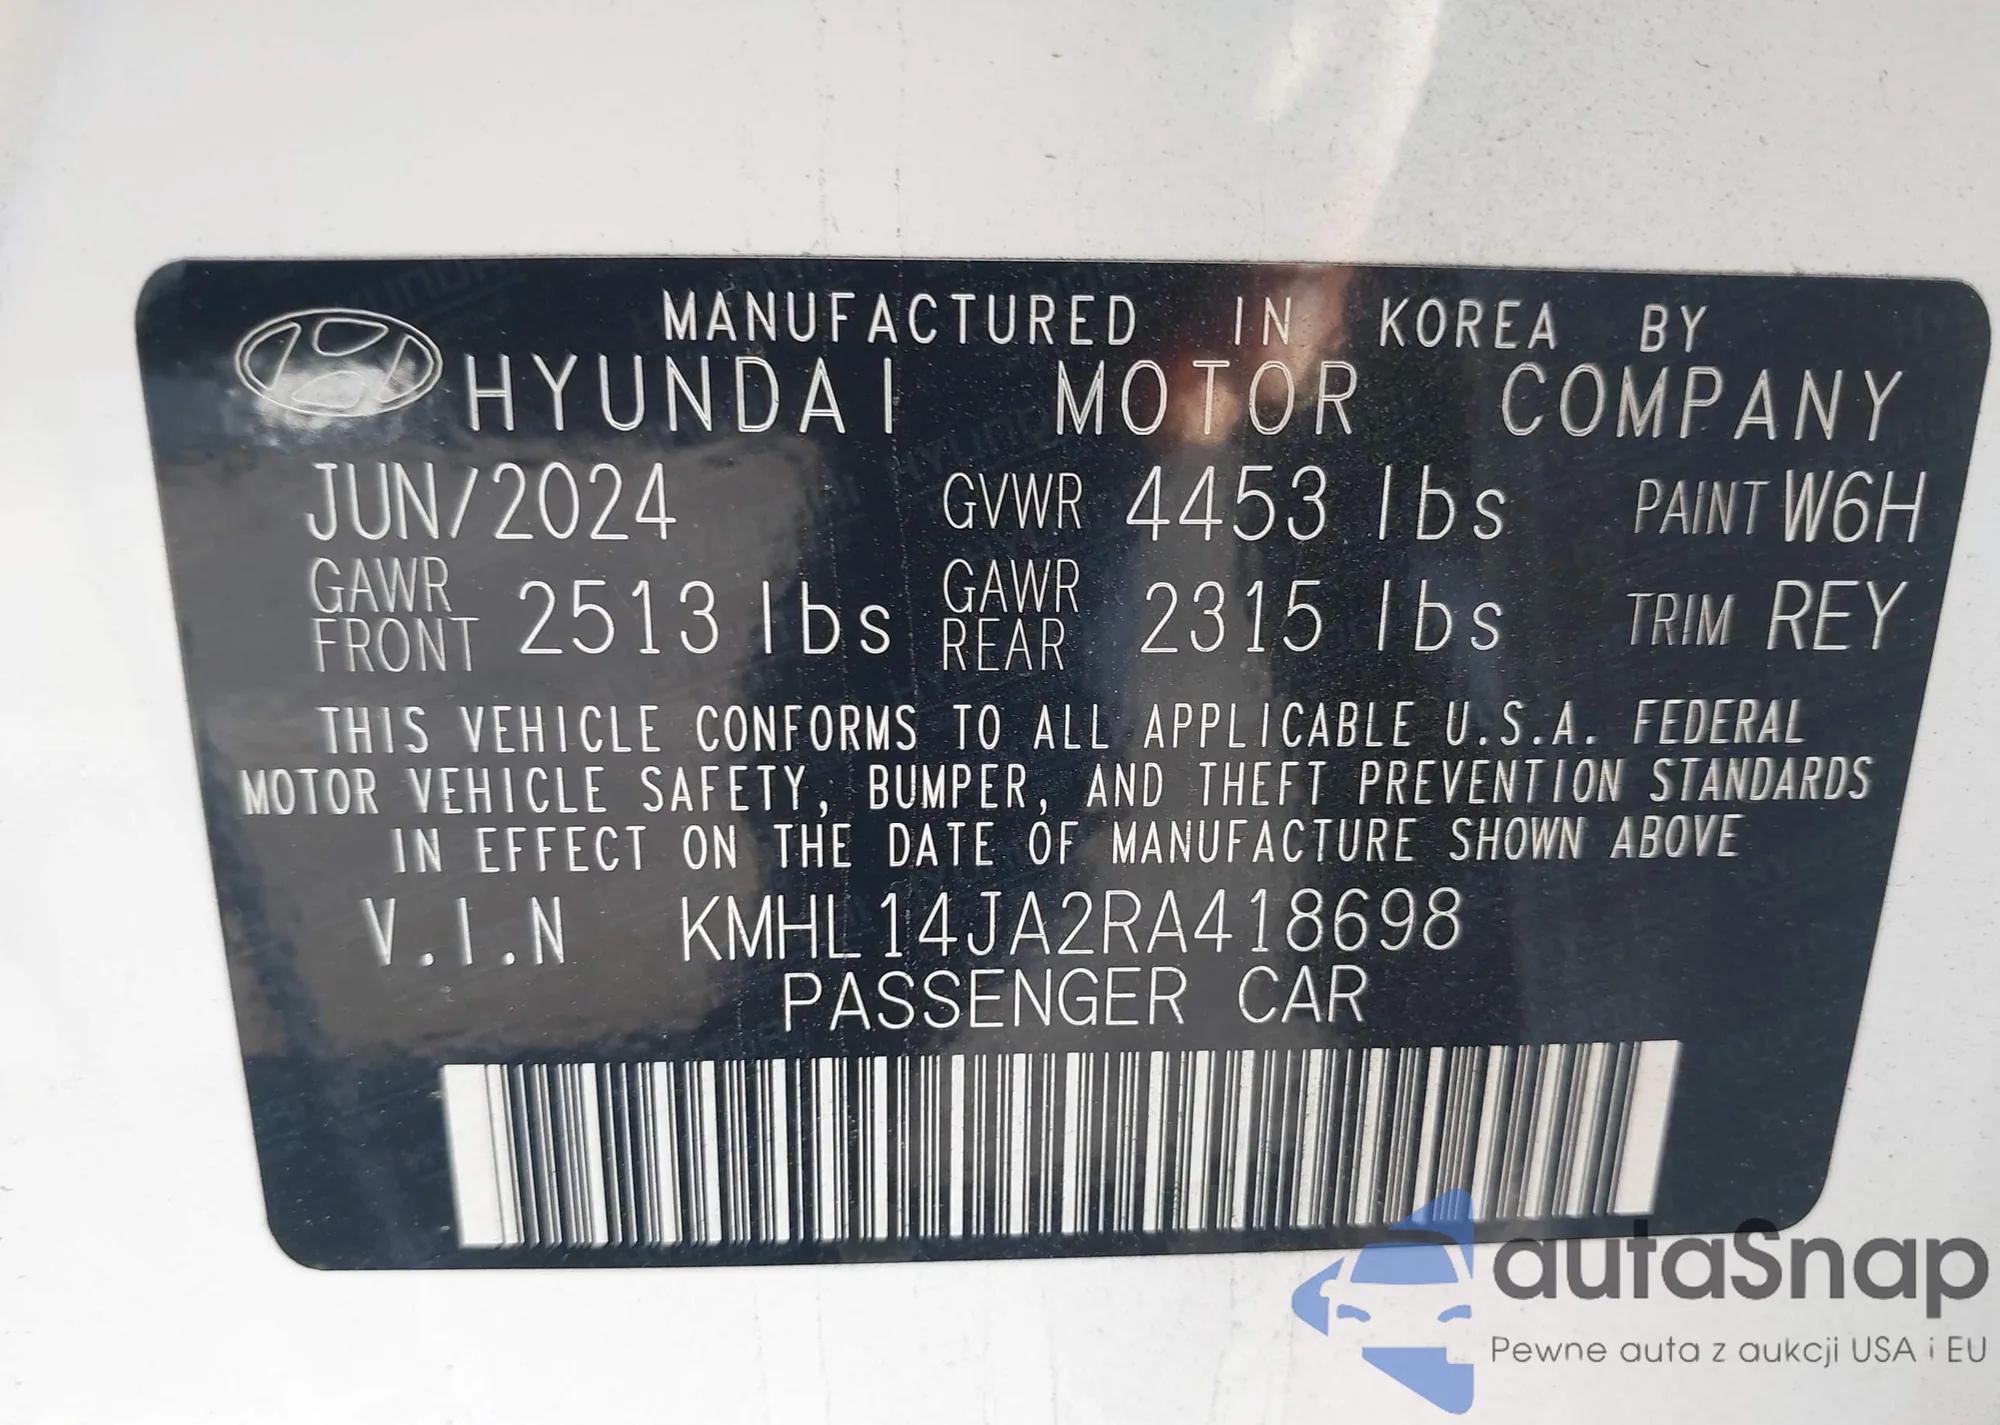 MANUFACTURED IN KOREA BY
HYUNDAI MOTOR COMPANY
JUN/2024 GVWR 4453 lbs PAINT W6H
GAWR FRONT 2513 lbs GAWR REAR 2315 lbs TRIM REY
THIS VEHICLE CONFORMS TO ALL APPLICABLE U.S.A. FEDERAL
MOTOR VEHICLE SAFETY, BUMPER, AND THEFT PREVENTION STANDARDS
IN EFFECT ON THE DATE OF MANUFACTURE SHOWN ABOVE
V.I.N KMHL14JA2RA418698
PASSENGER CAR
autaSnap
Pewne auta z aukcji USA i EU